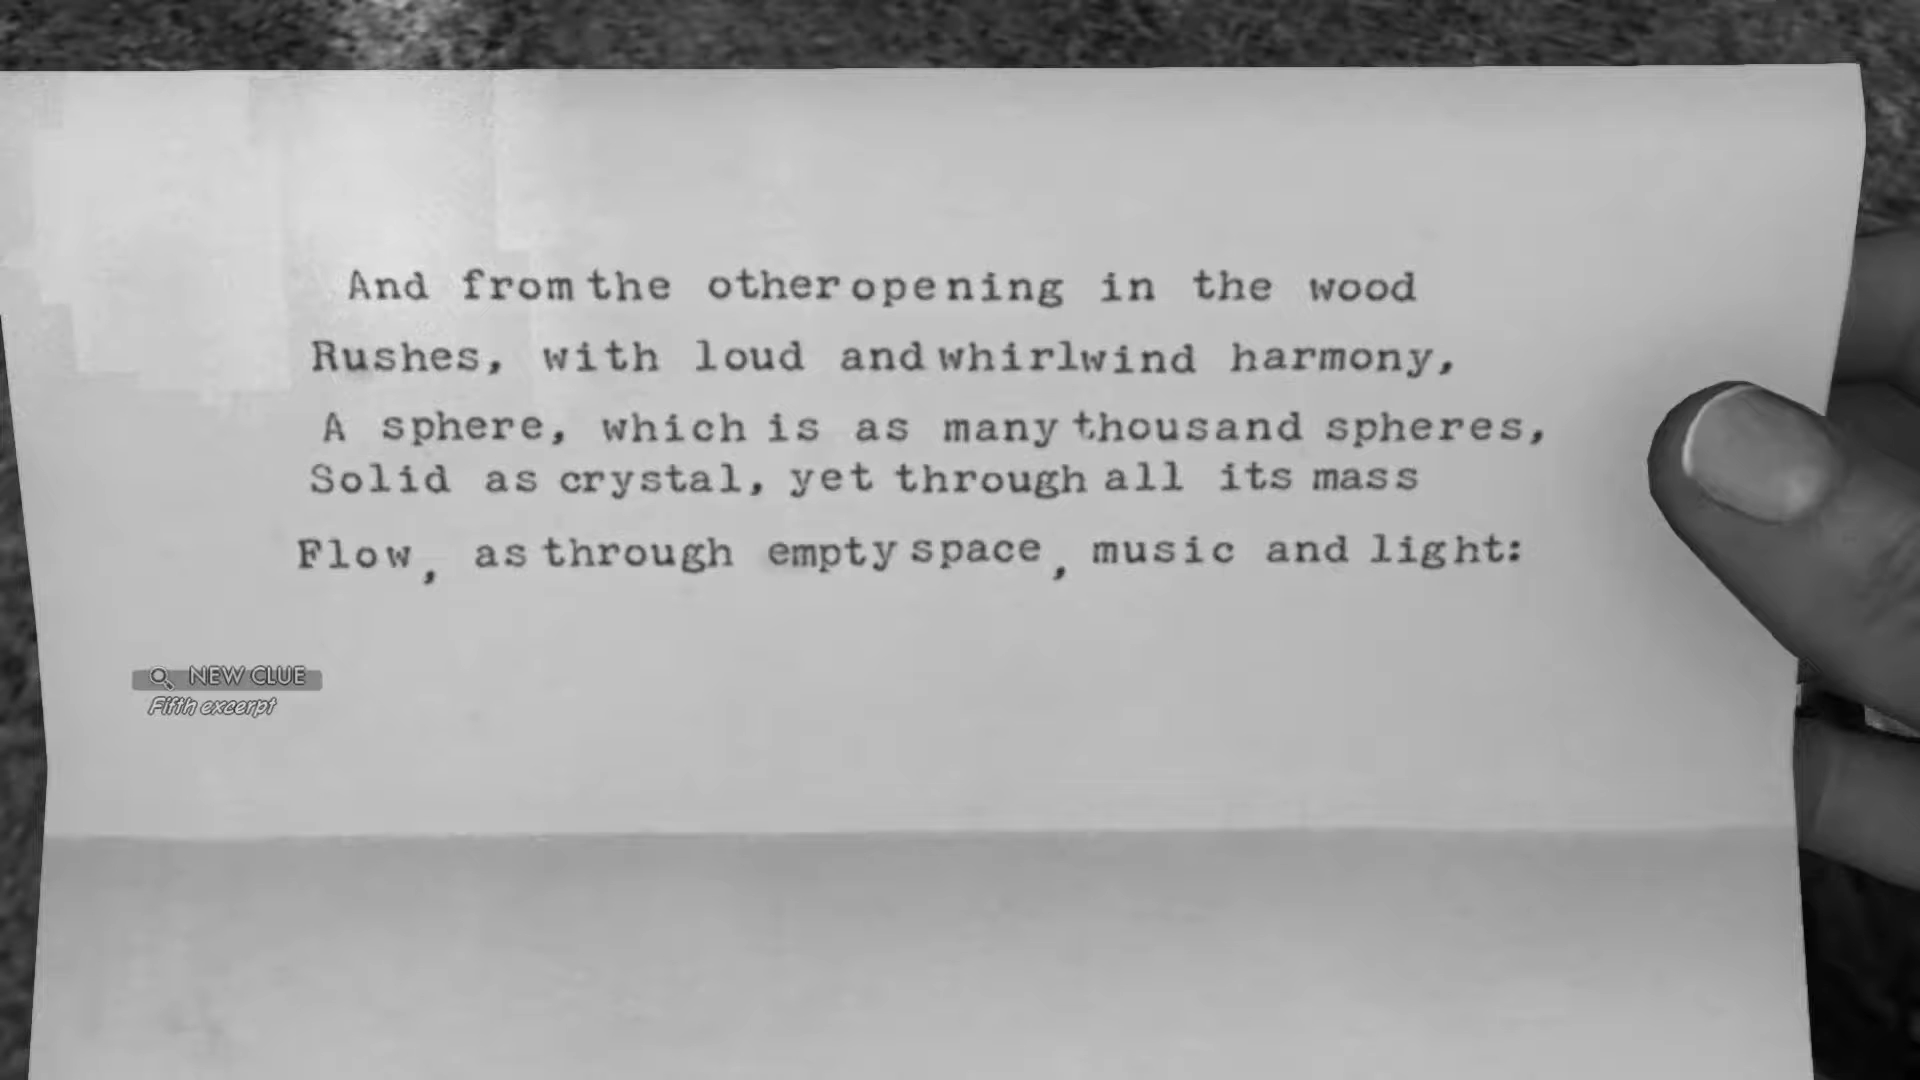 And from the other opening in the wood
Rushes, with loud and whirlwind harmony,
A sphere, which is as many thousand spheres,
Solid as crystal, yet through all its mass
Flow, as through empty space, music and light:
NEW CLUE
Fifth excerpt